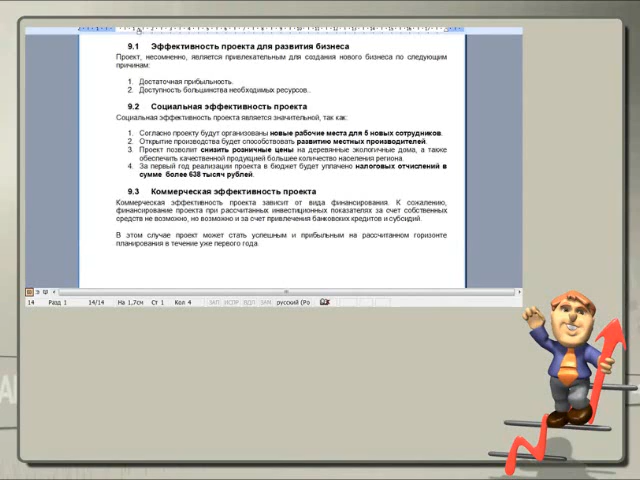 9.1 Эффективность проекта для развития бизнеса
Проект, несомненно, является привлекательным для создания нового бизнеса по следующим
причинам:
1. Достаточная прибыльность.
2. Доступность большинства необходимых ресурсов..
9.2 Социальная эффективность проекта
Социальная эффективность проекта является значительной, так как:
1. Согласно проекту будут организованы новые рабочие места для 5 новых сотрудников.
2. Открытие производства будет способствовать развитию местных производителей.
3. Проект позволит снизить розничные цены на деревянные экологичные дома, а также
обеспечить качественной продукцией большее количество населения региона.
4. За первый год реализации проекта в бюджет будет уплачено налоговых отчислений в
сумме более 638 тысяч рублей.
9.3 Коммерческая эффективность проекта
Коммерческая эффективность проекта зависит от вида финансирования. К сожалению,
финансирование проекта при рассчитанных инвестиционных показателях за счет собственных
средств не возможно, но возможно и за счет привлечения банковских кредитов и субсидий.
В этом случае проект может стать успешным и прибыльным на рассчитанном горизонте
планирования в течение уже первого года.
14 Разд 1 14/14 На 1,7см Ст 1 Кол 4 ЗАП ИСПР ВДЛ ЗАМ русский (Ро